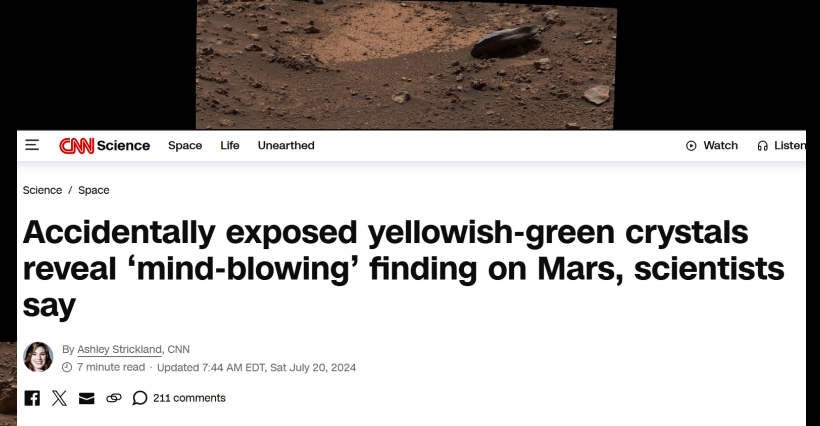 CNN Science Space Life Unearthed Watch Listen
Science / Space
Accidentally exposed yellowish-green crystals
reveal ‘mind-blowing’ finding on Mars, scientists
say
By Ashley Strickland, CNN
7 minute read · Updated 7:44 AM EDT, Sat July 20, 2024
211 comments